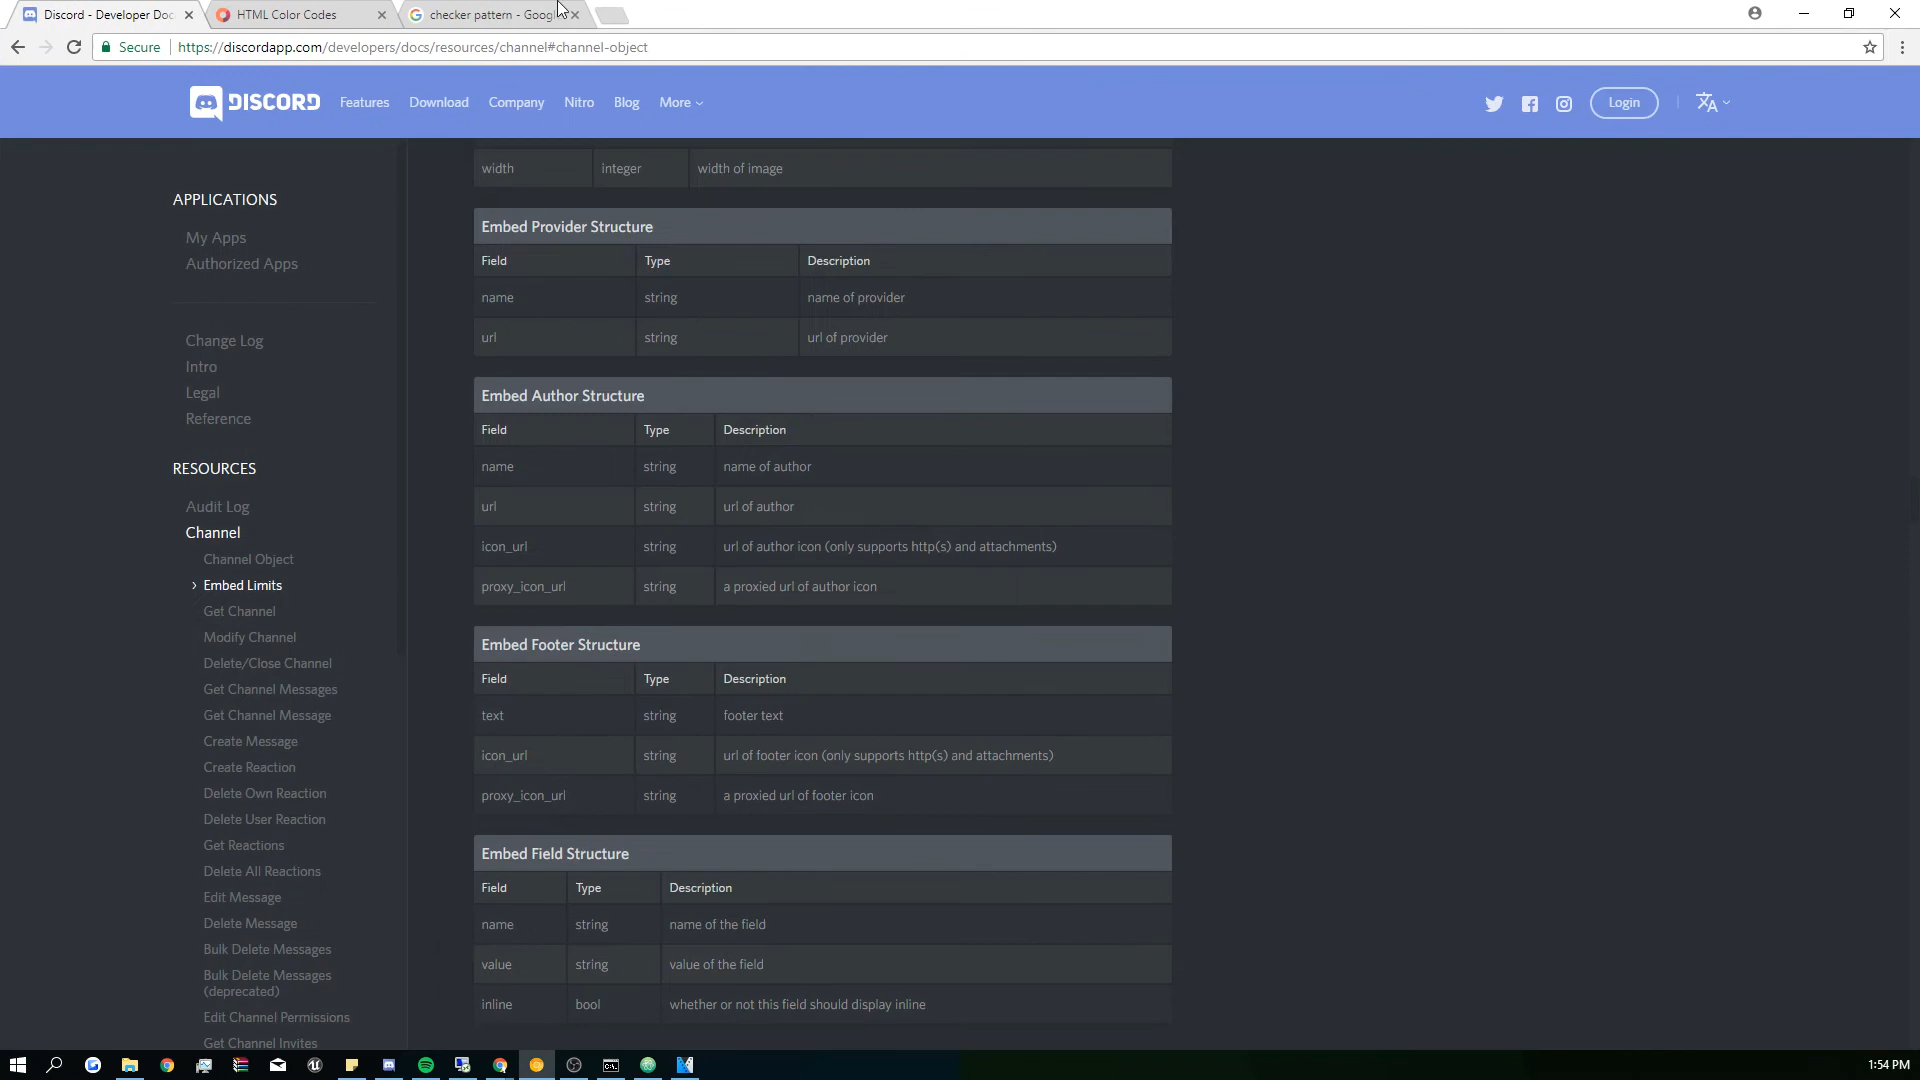 Discord - Developer Doc
HTML Color Codes
checker pattern - Googl
Secure
https://discordapp.com/developers/docs/resources/channel#channel-object
DISCORD
Features
Download
Company
Nitro
Blog
More
Login
APPLICATIONS
My Apps
Authorized Apps
Change Log
Intro
Legal
Reference
RESOURCES
Audit Log
Channel
Channel Object
› Embed Limits
Get Channel
Modify Channel
Delete/Close Channel
Get Channel Messages
Get Channel Message
Create Message
Create Reaction
Delete Own Reaction
Delete User Reaction
Get Reactions
Delete All Reactions
Edit Message
Delete Message
Bulk Delete Messages
Bulk Delete Messages
(deprecated)
Edit Channel Permissions
Get Channel Invites
width integer width of image
Embed Provider Structure
Field Type Description
name string name of provider
url string url of provider
Embed Author Structure
Field Type Description
name string name of author
url string url of author
icon_url string url of author icon (only supports http(s) and attachments)
proxy_icon_url string a proxied url of author icon
Embed Footer Structure
Field Type Description
text string footer text
icon_url string url of footer icon (only supports http(s) and attachments)
proxy_icon_url string a proxied url of footer icon
Embed Field Structure
Field Type Description
name string name of the field
value string value of the field
inline bool whether or not this field should display inline
1:54 PM